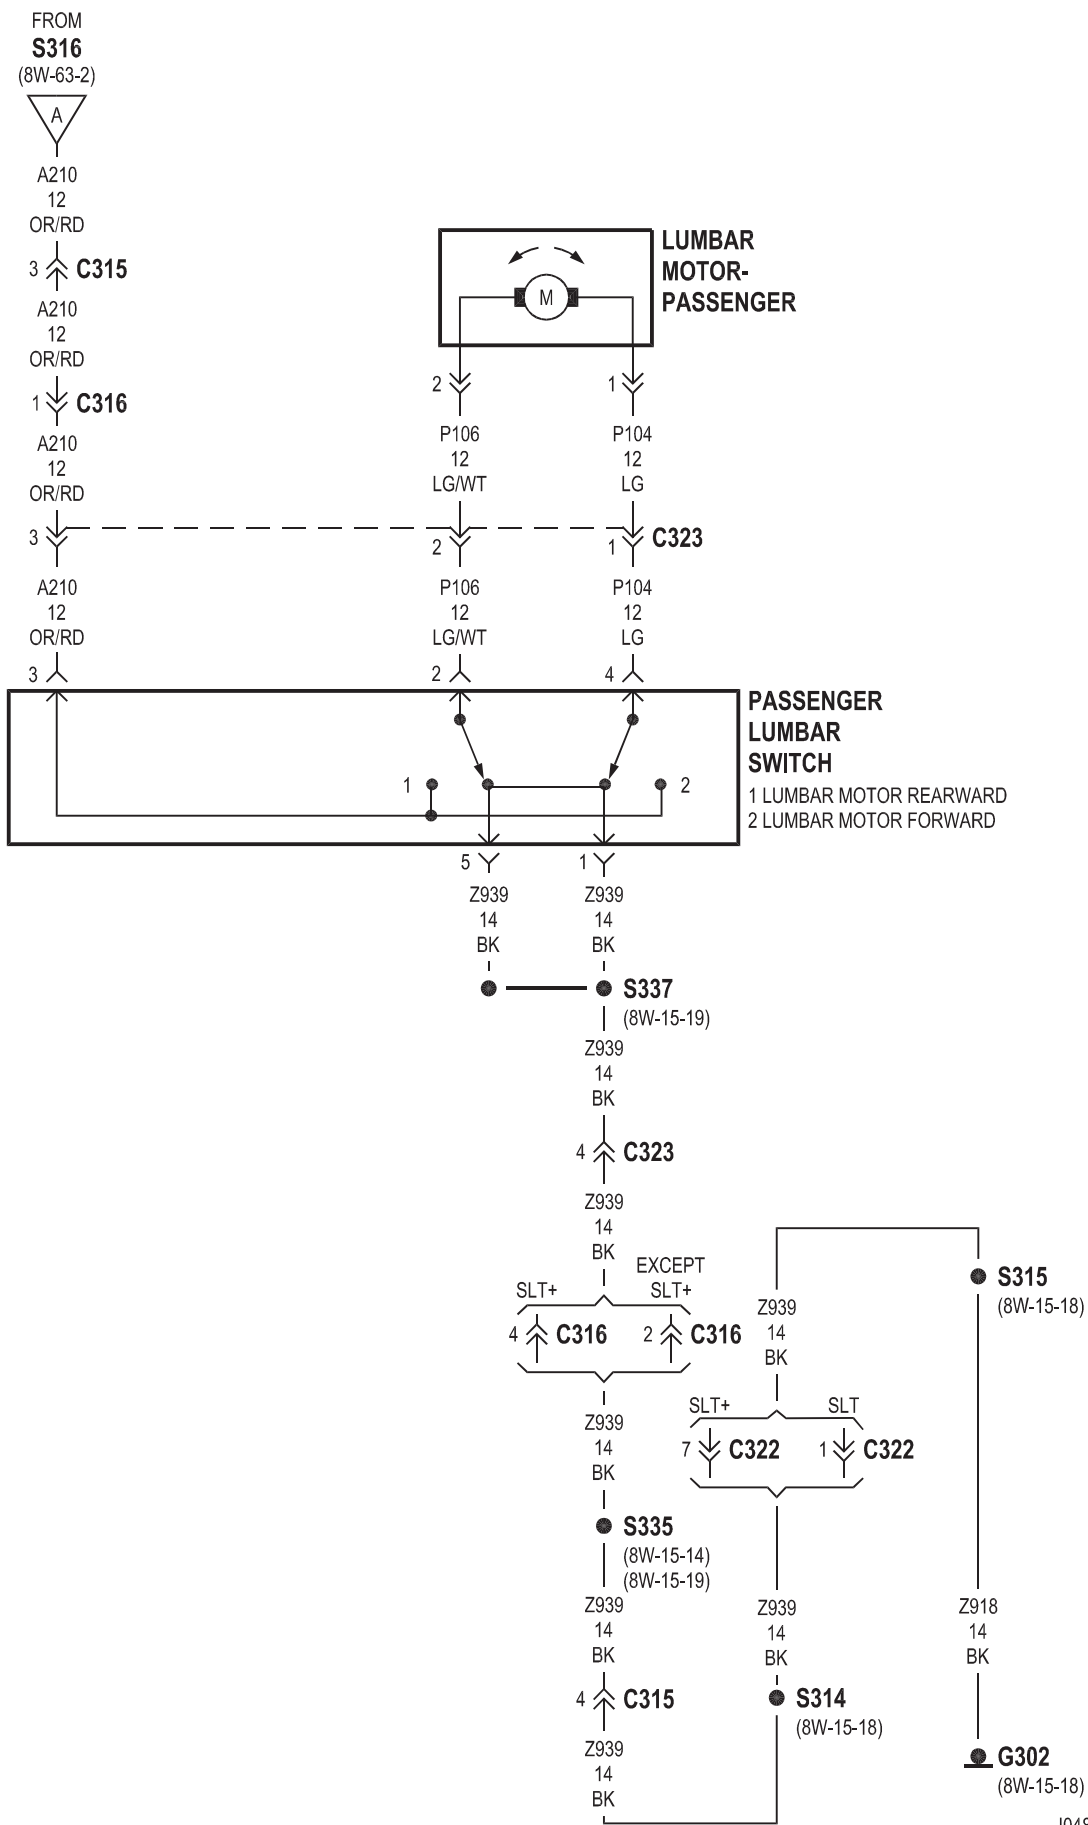 FROM
S316
(8W-63-2)
A
A210
12
OR/RD
3
C315
A210
12
OR/RD
1
C316
A210
12
OR/RD
3
A210
12
OR/RD
3
LUMBAR
MOTOR-
PASSENGER
M
2
1
P106
12
LG/WT
P104
12
LG
2
1
C323
P106
12
LG/WT
P104
12
LG
2
4
PASSENGER
LUMBAR
SWITCH
1 LUMBAR MOTOR REARWARD
2 LUMBAR MOTOR FORWARD
1
2
5
1
Z939
14
BK
Z939
14
BK
S337
(8W-15-19)
Z939
14
BK
4
C323
Z939
14
BK
SLT+
EXCEPT
SLT+
4
C316
2
C316
Z939
14
BK
S335
(8W-15-14)
(8W-15-19)
Z939
14
BK
4
C315
Z939
14
BK
Z939
14
BK
SLT+
SLT
7
C322
1
C322
Z939
14
BK
S314
(8W-15-18)
S315
(8W-15-18)
Z918
14
BK
G302
(8W-15-18)